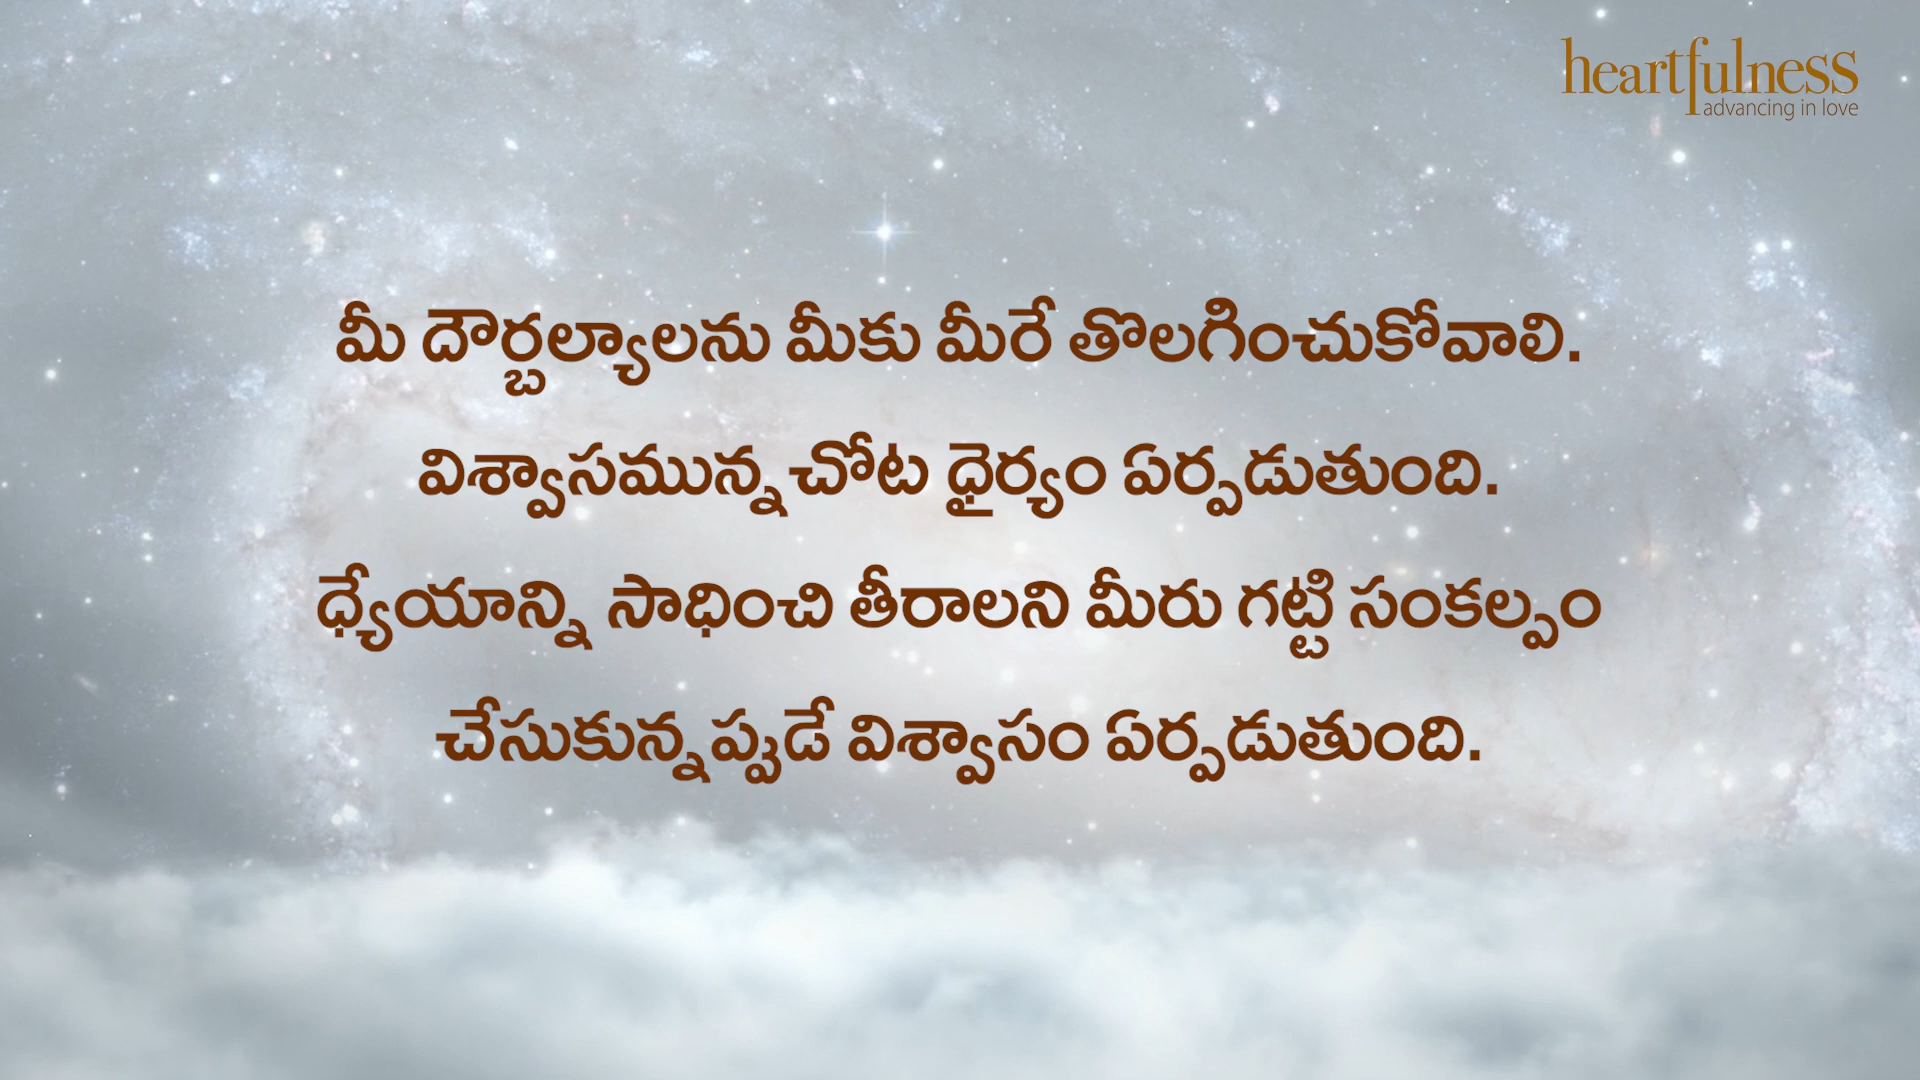 heartfulness
advancing in love
మీ దౌర్బల్యాలను మీకు మీరే తొలగించుకోవాలి.
విశ్వాసమున్న చోట ధైర్యం ఏర్పడుతుంది.
ధ్యేయాన్ని సాధించి తీరాలని మీరు గట్టి సంకల్పం
చేసుకున్నప్పుడే విశ్వాసం ఏర్పడుతుంది.